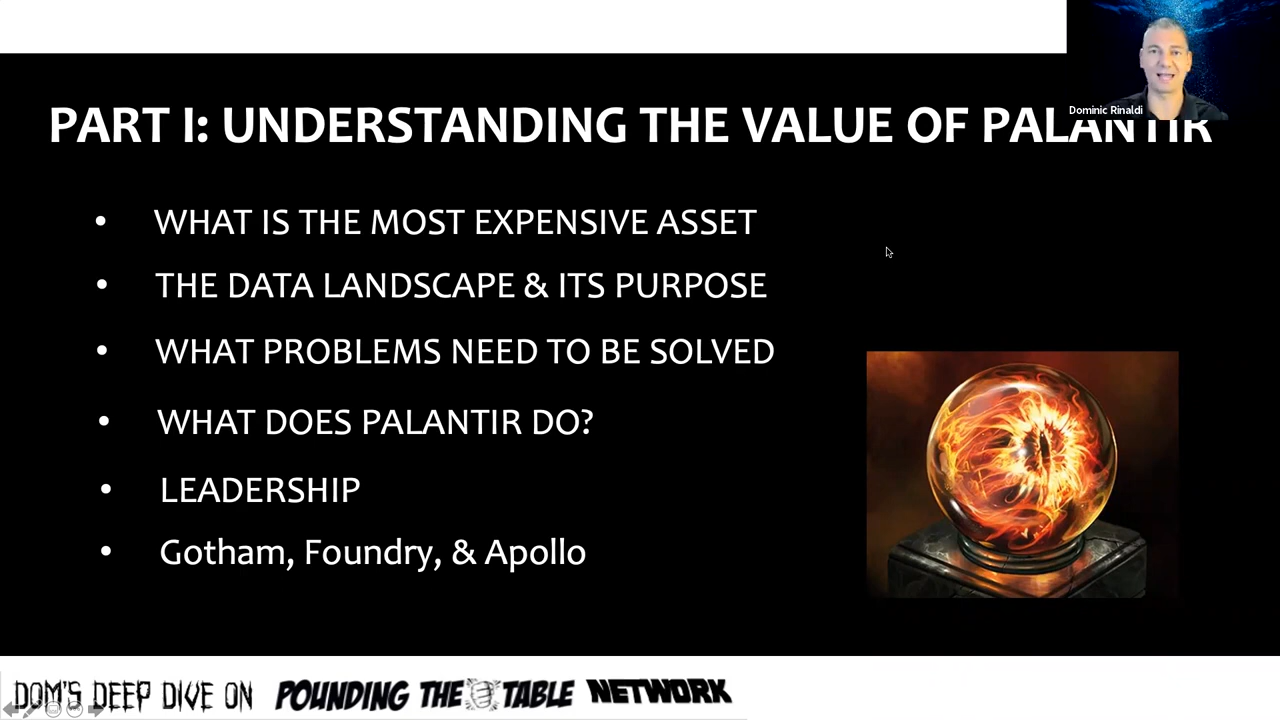 Dominic Rinaldi
PART I: UNDERSTANDING THE VALUE OF PALANTIR
• WHAT IS THE MOST EXPENSIVE ASSET
• THE DATA LANDSCAPE & ITS PURPOSE
• WHAT PROBLEMS NEED TO BE SOLVED
• WHAT DOES PALANTIR DO?
• LEADERSHIP
• Gotham, Foundry, & Apollo
DOM'S DEEP DIVE ON POUNDING THE TABLE NETWORK